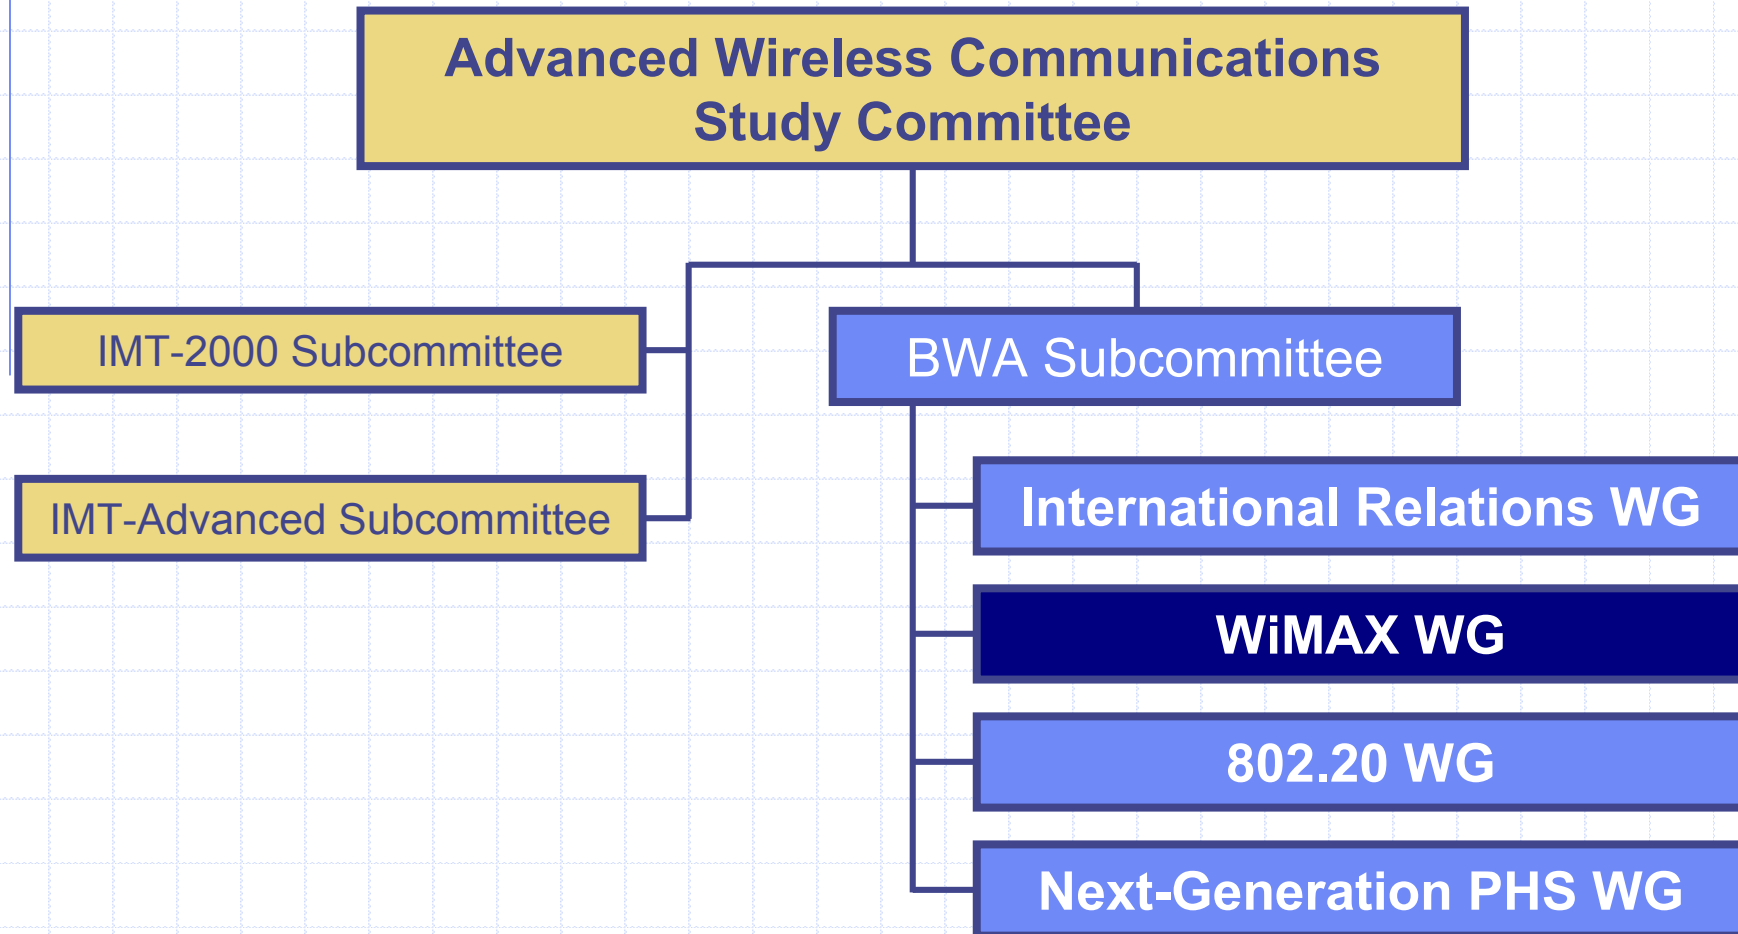 Advanced Wireless Communications
Study Committee
IMT-2000 Subcommittee
BWA Subcommittee
IMT-Advanced Subcommittee
International Relations WG
WiMAX WG
802.20 WG
Next-Generation PHS WG